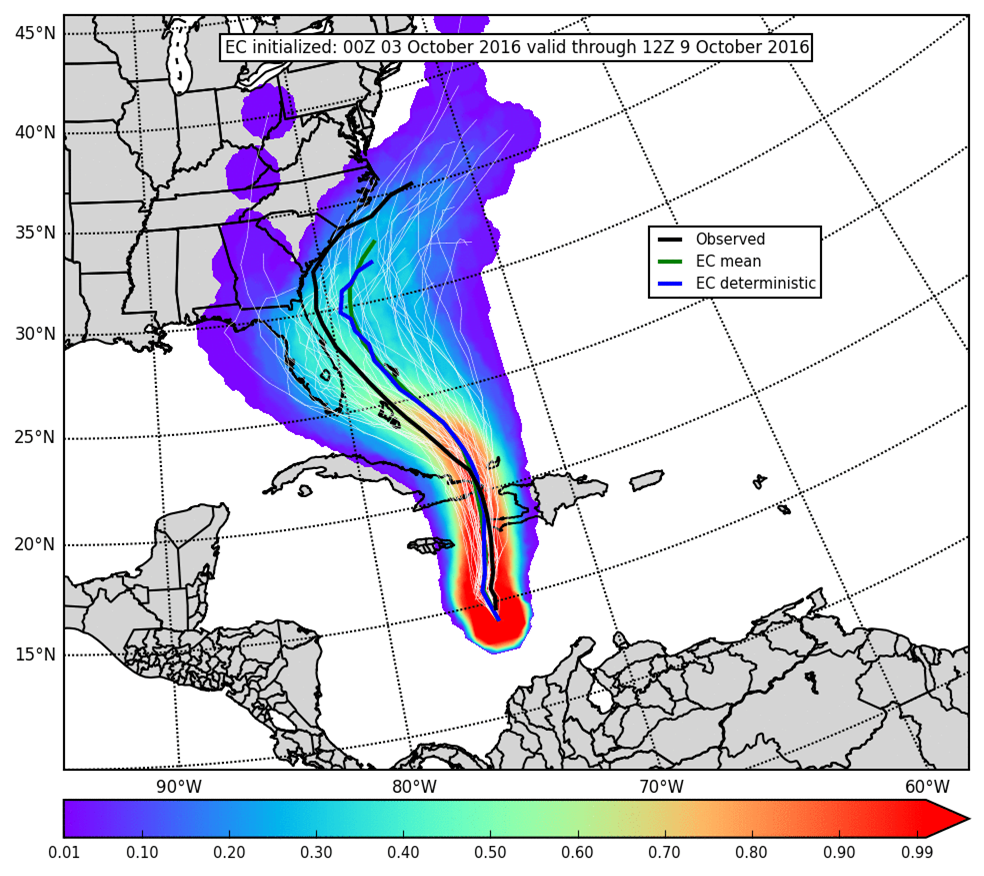 EC initialized: 00Z 03 October 2016 valid through 12Z 9 October 2016
45°N
40°N
35°N
30°N
25°N
20°N
15°N
Observed
EC mean
EC deterministic
90°W
80°W
70°W
60°W
0.01
0.10
0.20
0.30
0.40
0.50
0.60
0.70
0.80
0.90
0.99